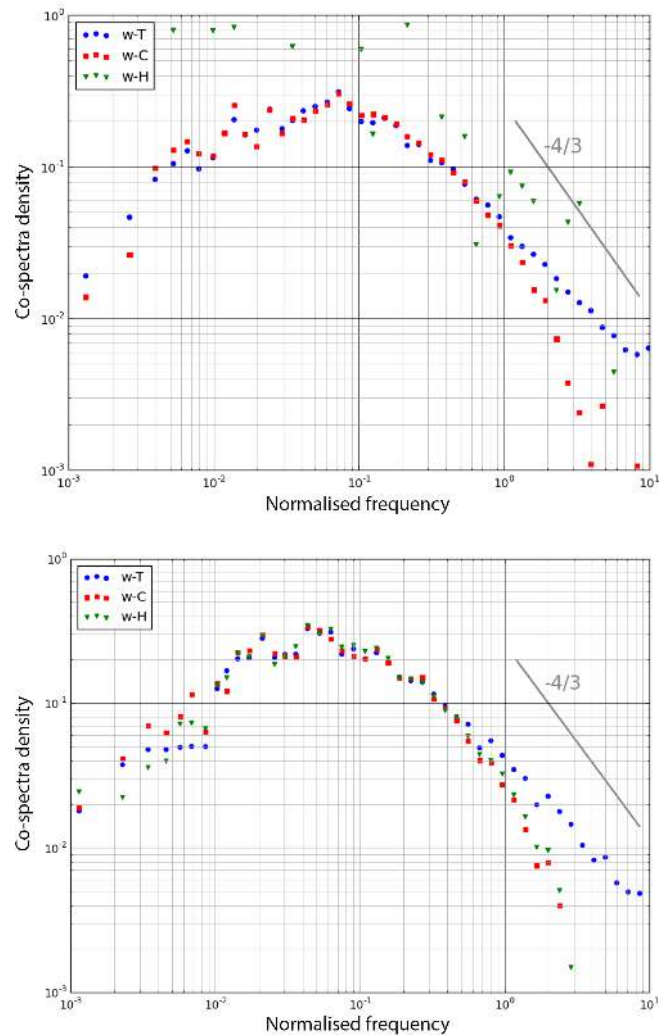 10⁰
w-T
w-C
w-H
-4/3
10⁻¹
Co-spectra density
10⁻²
10⁻³
10⁻³ 10⁻² 10⁻¹ 10⁰ 10¹
Normalised frequency
10⁰
w-T
w-C
w-H
-4/3
10⁻¹
Co-spectra density
10⁻²
10⁻³
10⁻³ 10⁻² 10⁻¹ 10⁰ 10¹
Normalised frequency